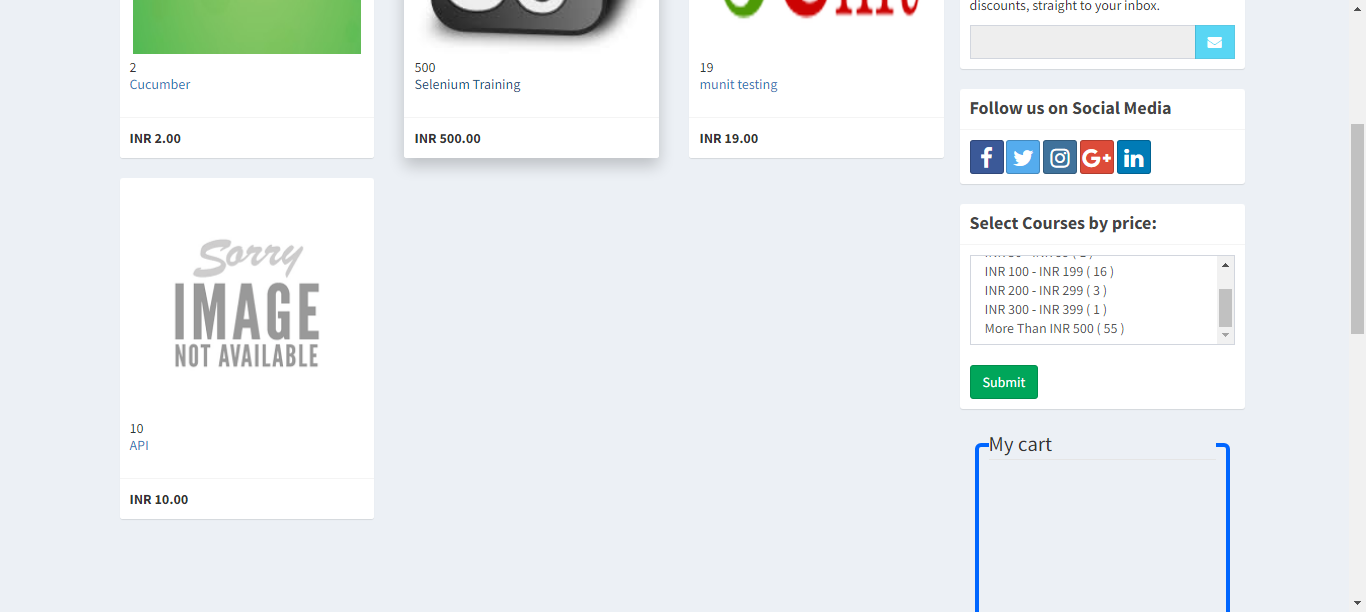 2
Cucumber
INR 2.00
500
Selenium Training
INR 500.00
19
munit testing
INR 19.00
Sorry
IMAGE
NOT AVAILABLE
10
API
INR 10.00
discounts, straight to your inbox.
Follow us on Social Media
f
G+
in
Select Courses by price:
INR 100 - INR 199 ( 16 )
INR 200 - INR 299 ( 3 )
INR 300 - INR 399 ( 1 )
More Than INR 500 ( 55 )
Submit
My cart